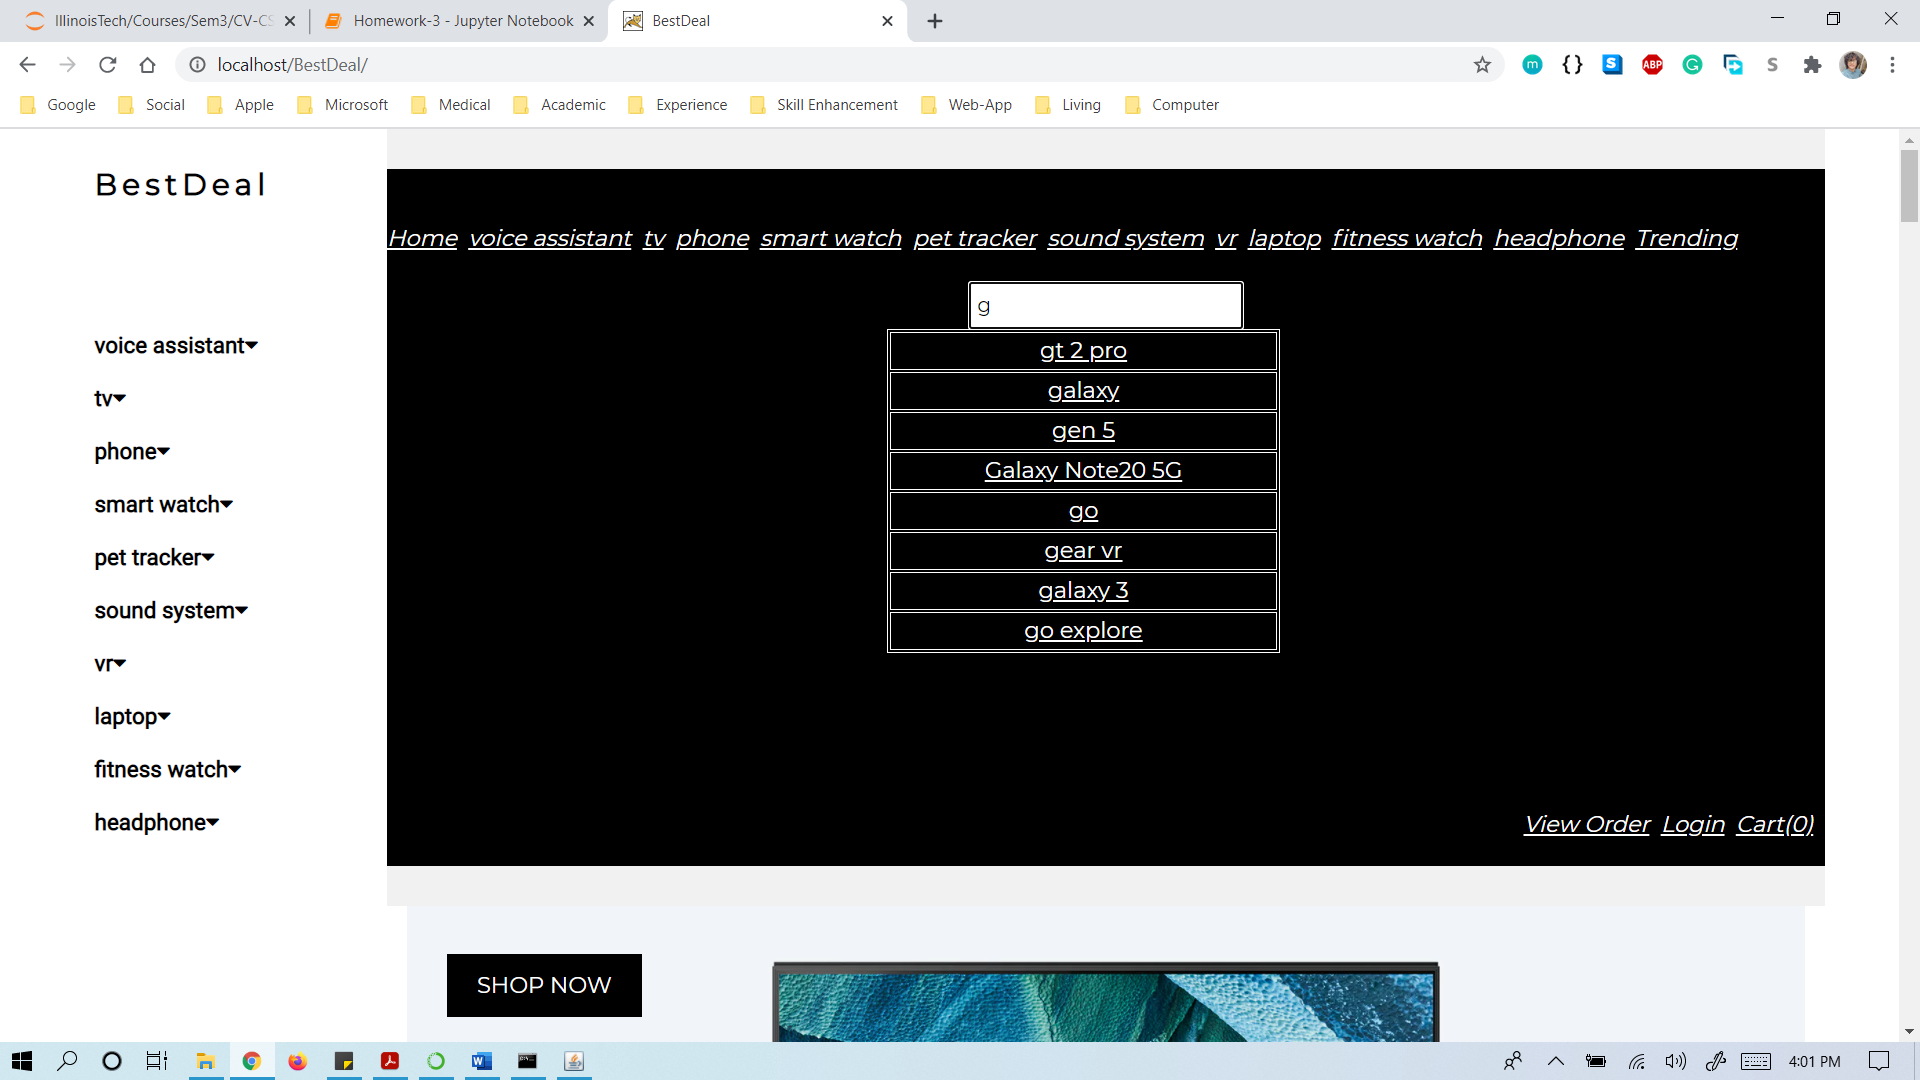 IllinoisTech/Courses/Sem3/CV-CS
Homework-3 - Jupyter Notebook
BestDeal
localhost/BestDeal/
m {} S ABP G S
Google Social Apple Microsoft Medical Academic Experience Skill Enhancement Web-App Living Computer
BestDeal
Home voice assistant tv phone smart watch pet tracker sound system vr laptop fitness watch headphone Trending
g
gt 2 pro
galaxy
gen 5
Galaxy Note20 5G
go
gear vr
galaxy 3
go explore
voice assistant
tv
phone
smart watch
pet tracker
sound system
vr
laptop
fitness watch
headphone
View Order Login Cart(0)
SHOP NOW
4:01 PM